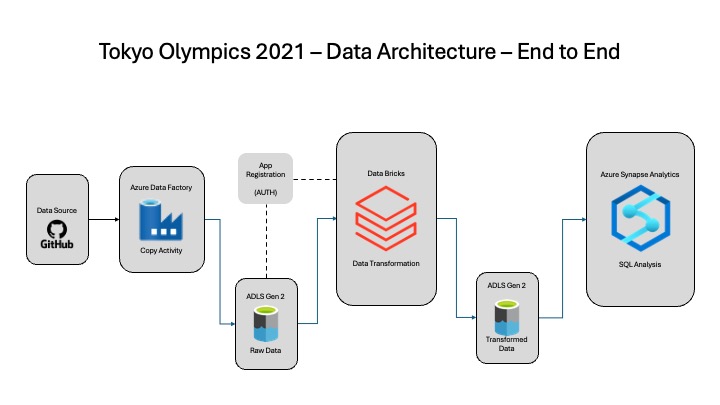 Tokyo Olympics 2021 – Data Architecture – End to End
Data Source
GitHub
Azure Data Factory
Copy Activity
App
Registration
(AUTH)
ADLS Gen 2
Raw Data
Data Bricks
Data Transformation
ADLS Gen 2
Transformed
Data
Azure Synapse Analytics
SQL Analysis